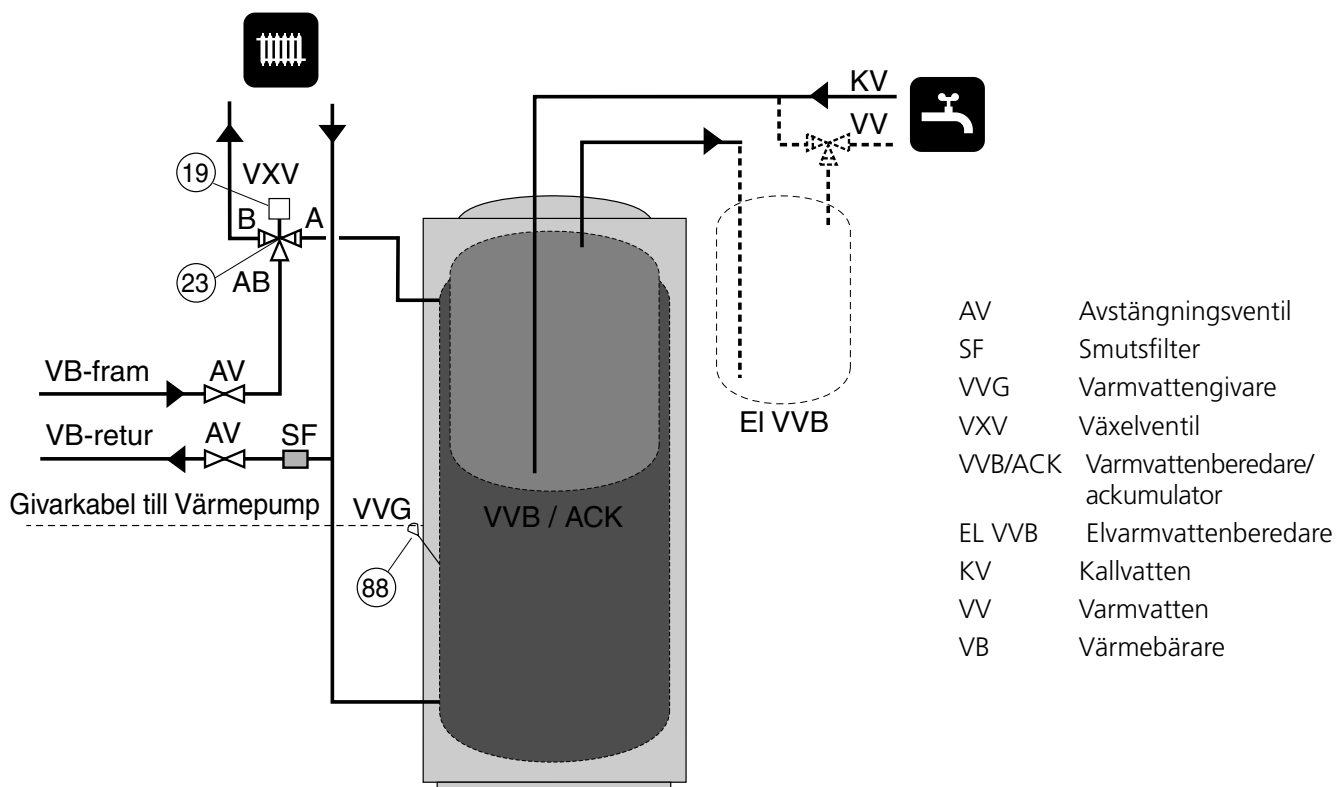 KV
VV
19
VXV
B
A
23
AB
VB-fram
AV
VB-retur
AV
SF
Givarkabel till Värmepump
VVG
88
VVB / ACK
El VVB
AV Avstängningsventil
SF Smutsfilter
VVG Varmvattengivare
VXV Växelventil
VVB/ACK Varmvattenberedare/
ackumulator
EL VVB Elvarmvattenberedare
KV Kallvatten
VV Varmvatten
VB Värmebärare